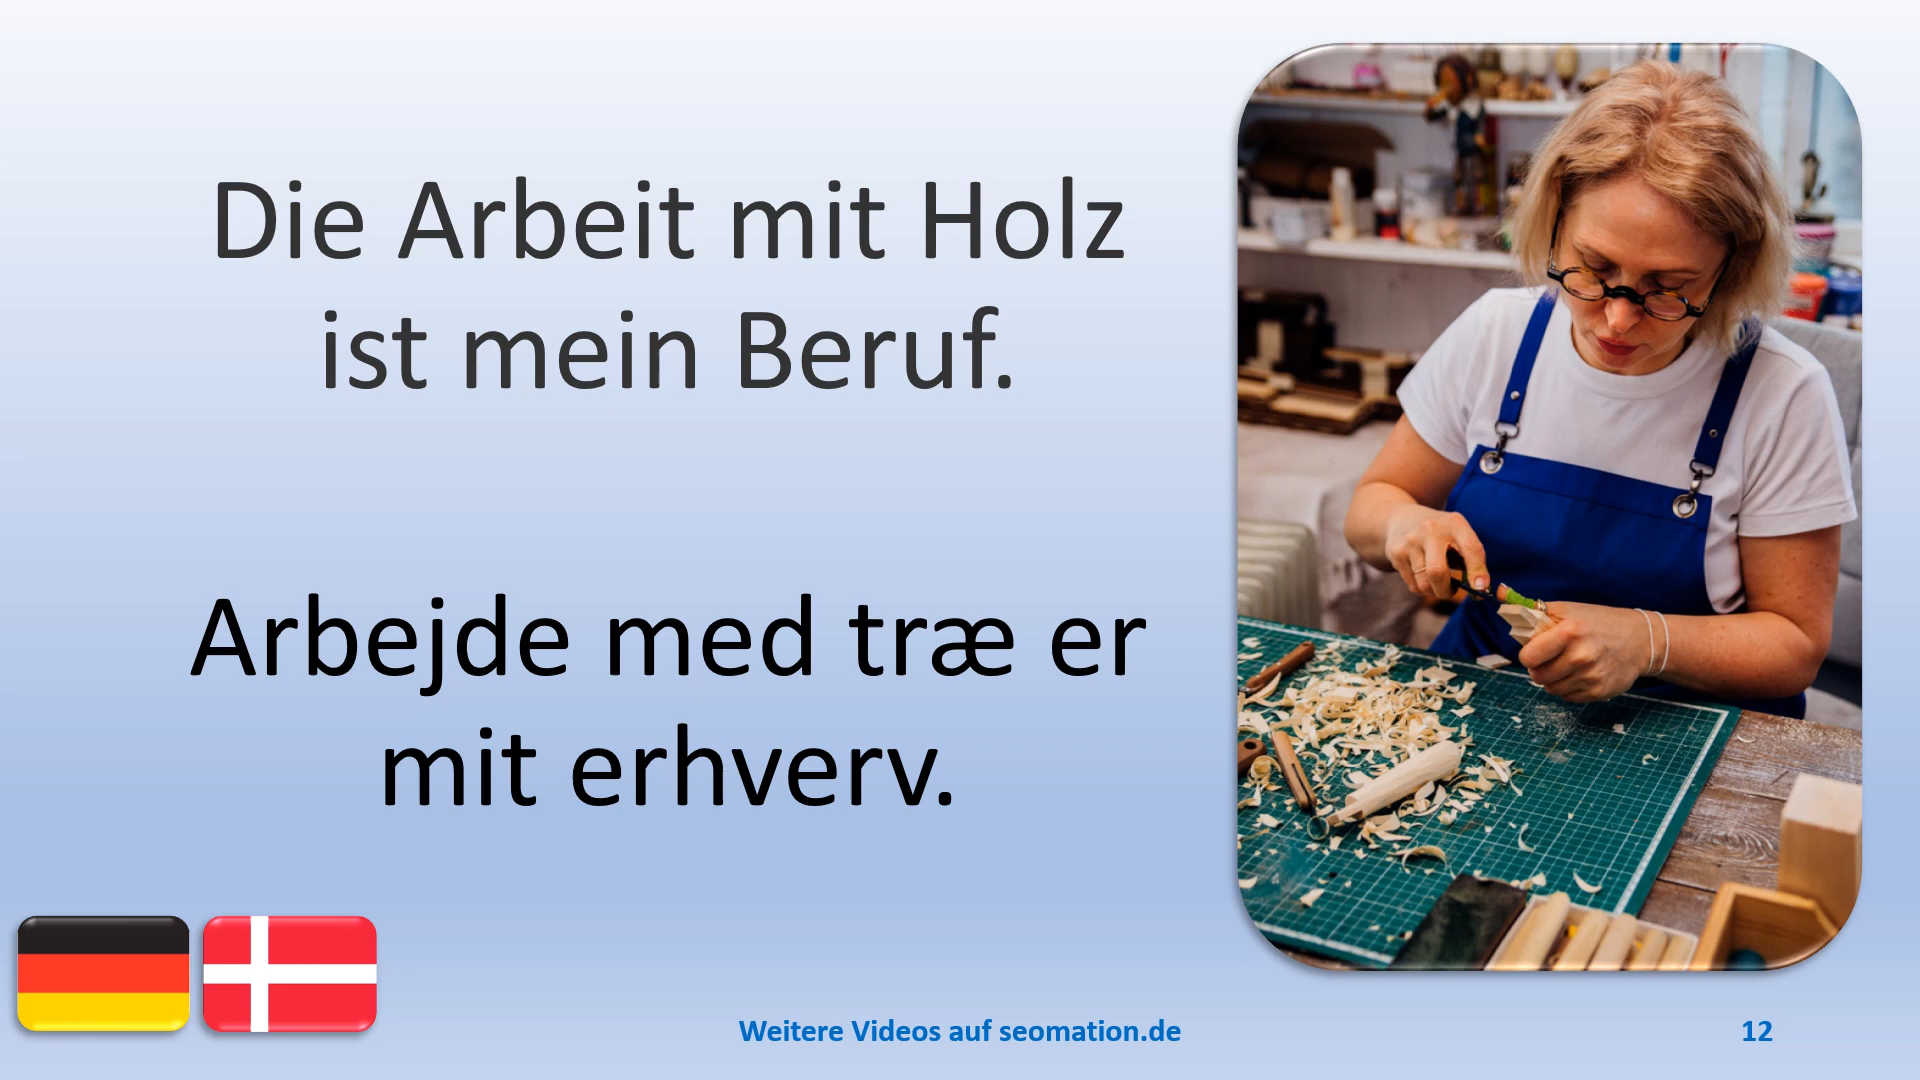 Die Arbeit mit Holz
ist mein Beruf.
Arbejde med træ er
mit erhverv.
Weitere Videos auf seomation.de
12